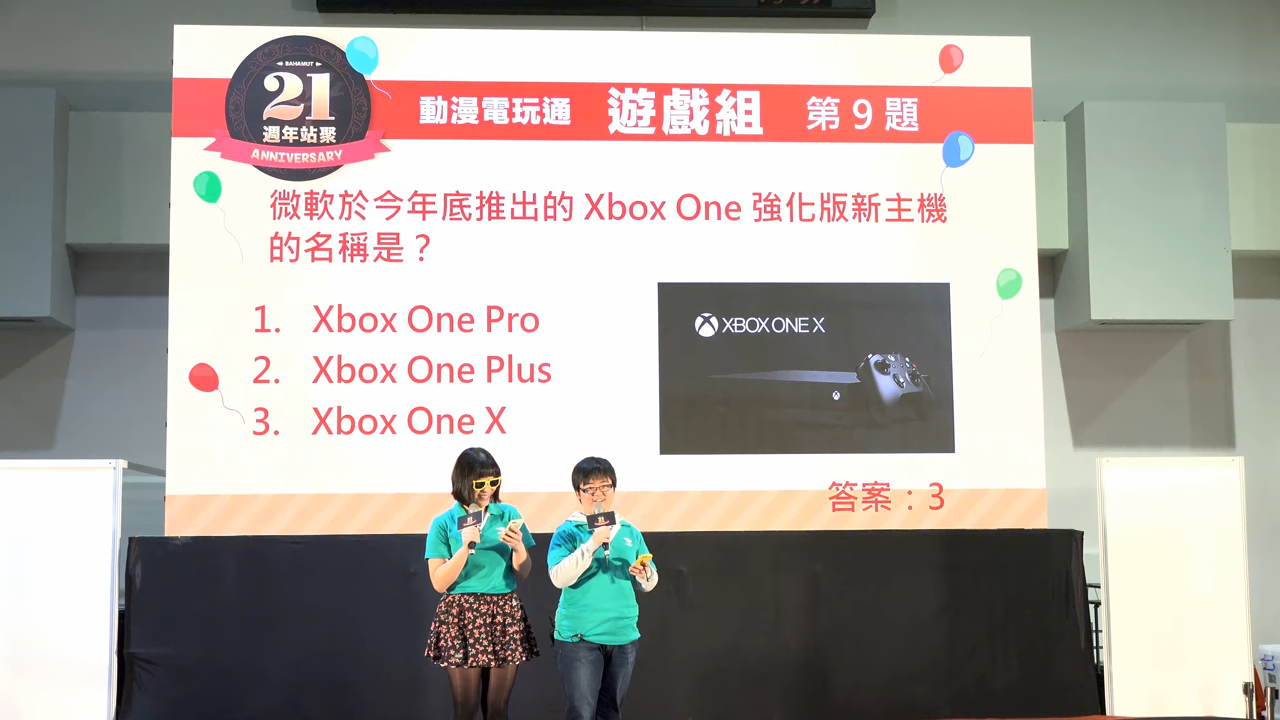 BAHAMUT
21
週年站聚
ANNIVERSARY
動漫電玩通 遊戲組 第 9 題
微軟於今年底推出的 Xbox One 強化版新主機
的名稱是？
1. Xbox One Pro
2. Xbox One Plus
3. Xbox One X
XBOX ONE X
答案：3
21
21